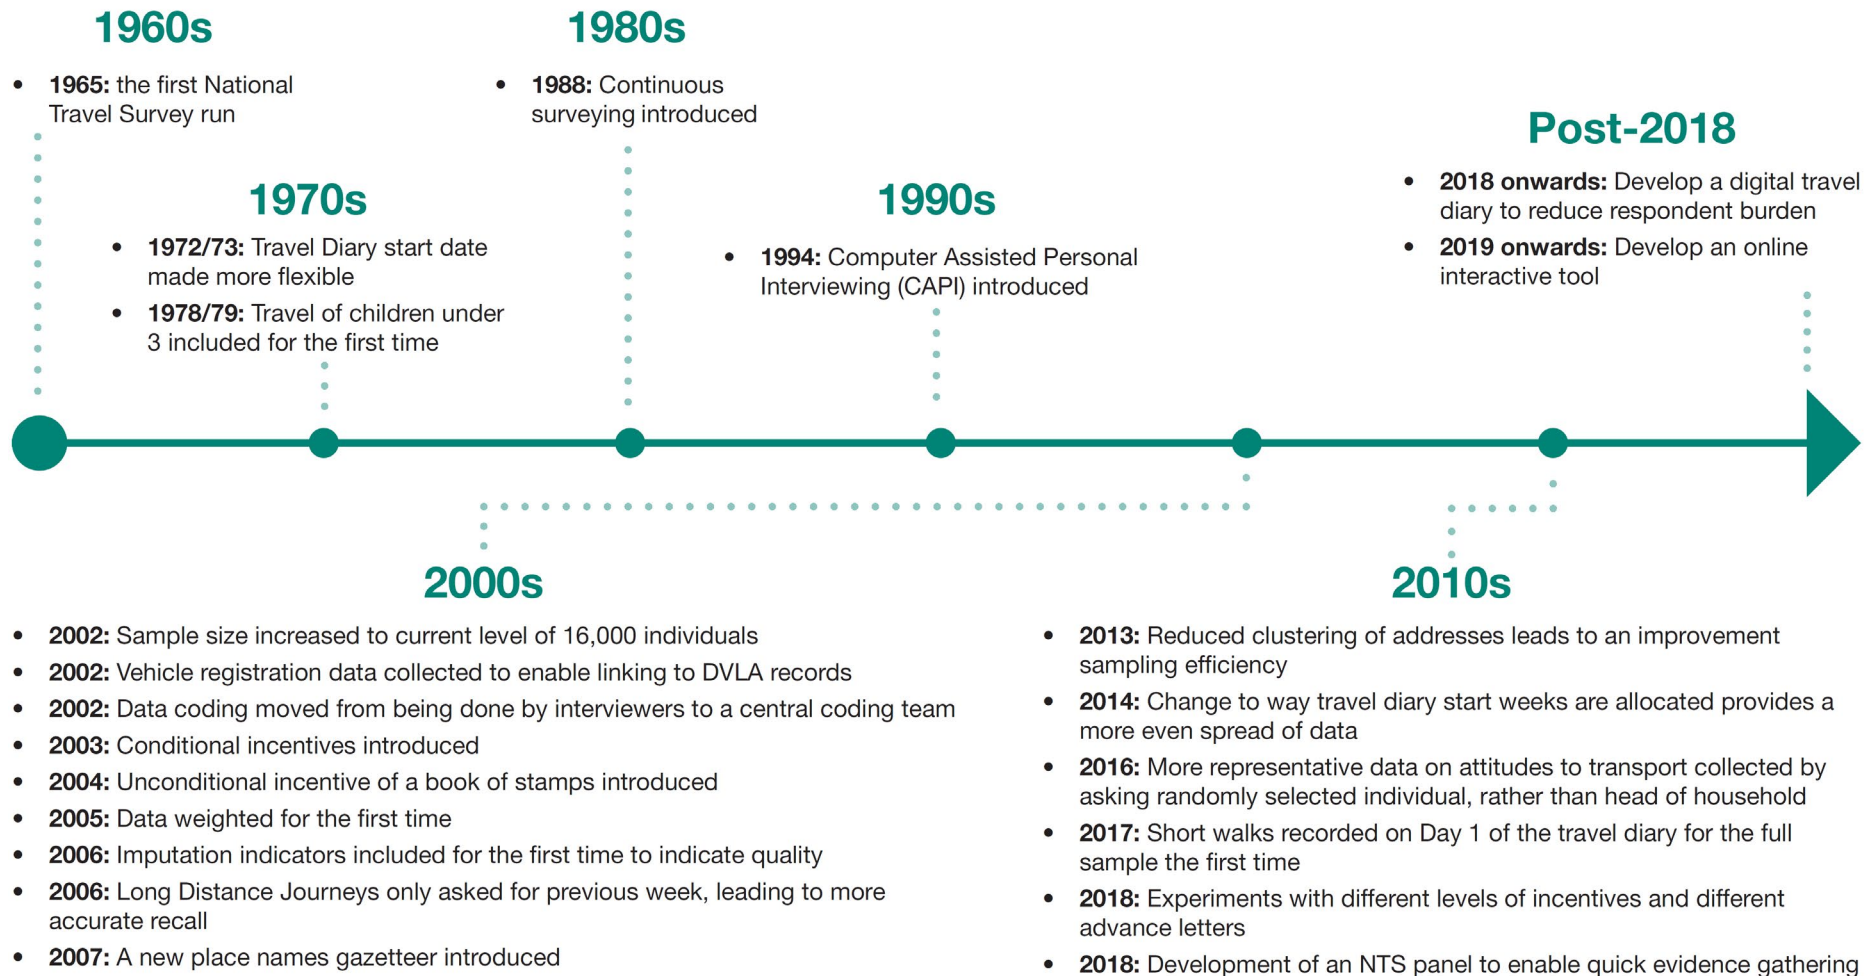 1960s
• 1965: the first National
Travel Survey run
1970s
• 1972/73: Travel Diary start date
made more flexible
• 1978/79: Travel of children under
3 included for the first time
1980s
• 1988: Continuous
surveying introduced
1990s
• 1994: Computer Assisted Personal
Interviewing (CAPI) introduced
Post-2018
• 2018 onwards: Develop a digital travel
diary to reduce respondent burden
• 2019 onwards: Develop an online
interactive tool
2000s
• 2002: Sample size increased to current level of 16,000 individuals
• 2002: Vehicle registration data collected to enable linking to DVLA records
• 2002: Data coding moved from being done by interviewers to a central coding team
• 2003: Conditional incentives introduced
• 2004: Unconditional incentive of a book of stamps introduced
• 2005: Data weighted for the first time
• 2006: Imputation indicators included for the first time to indicate quality
• 2006: Long Distance Journeys only asked for previous week, leading to more
accurate recall
• 2007: A new place names gazetteer introduced
2010s
• 2013: Reduced clustering of addresses leads to an improvement
sampling efficiency
• 2014: Change to way travel diary start weeks are allocated provides a
more even spread of data
• 2016: More representative data on attitudes to transport collected by
asking randomly selected individual, rather than head of household
• 2017: Short walks recorded on Day 1 of the travel diary for the full
sample the first time
• 2018: Experiments with different levels of incentives and different
advance letters
• 2018: Development of an NTS panel to enable quick evidence gathering